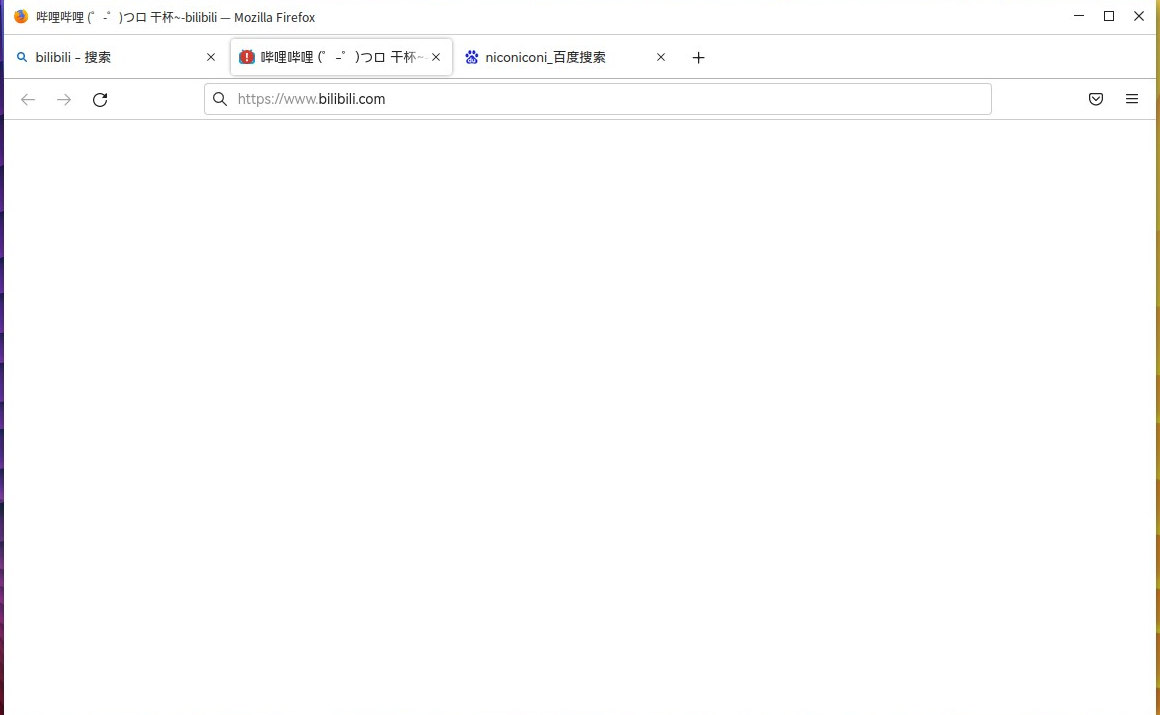 哔哩哔哩 (゜-゜)つロ 干杯~-bilibili — Mozilla Firefox
bilibili - 搜索
哔哩哔哩 (゜-゜)つロ 干杯~-
niconiconi_百度搜索
https://www.bilibili.com